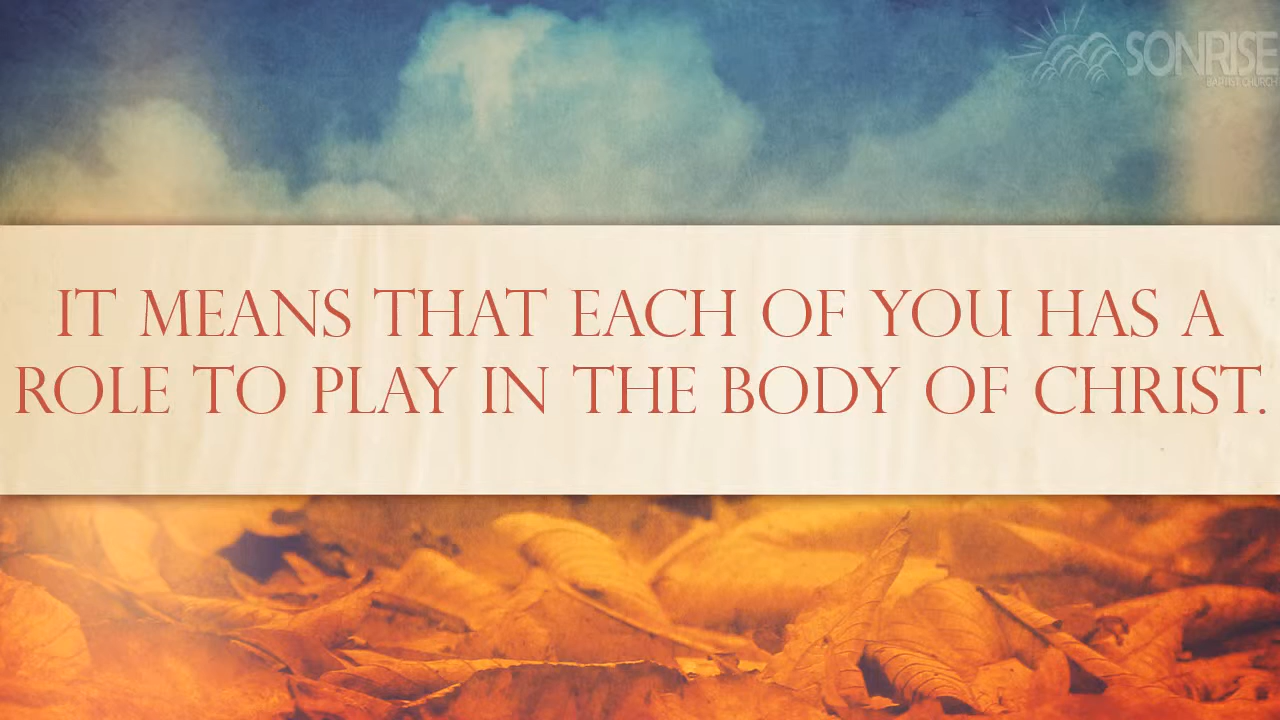 SONRISE
BAPTIST CHURCH
IT MEANS THAT EACH OF YOU HAS A
ROLE TO PLAY IN THE BODY OF CHRIST.